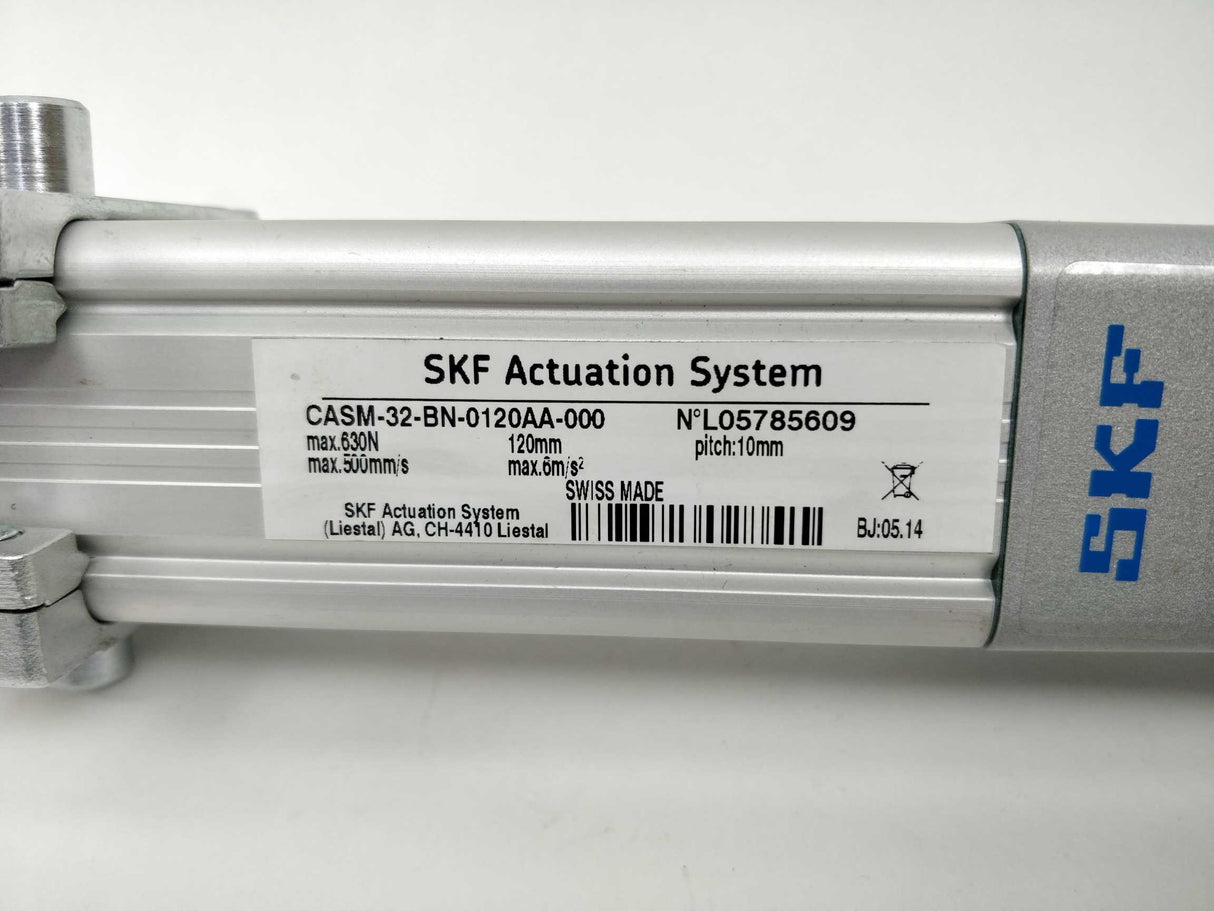 SKF Actuation System
CASM-32-BN-0120AA-000 N°L05785609
max.630N 120mm pitch:10mm
max.500mm/s max.6m/s²
SWISS MADE
SKF Actuation System
(Liestal) AG, CH-4410 Liestal
BJ:05.14
SKF